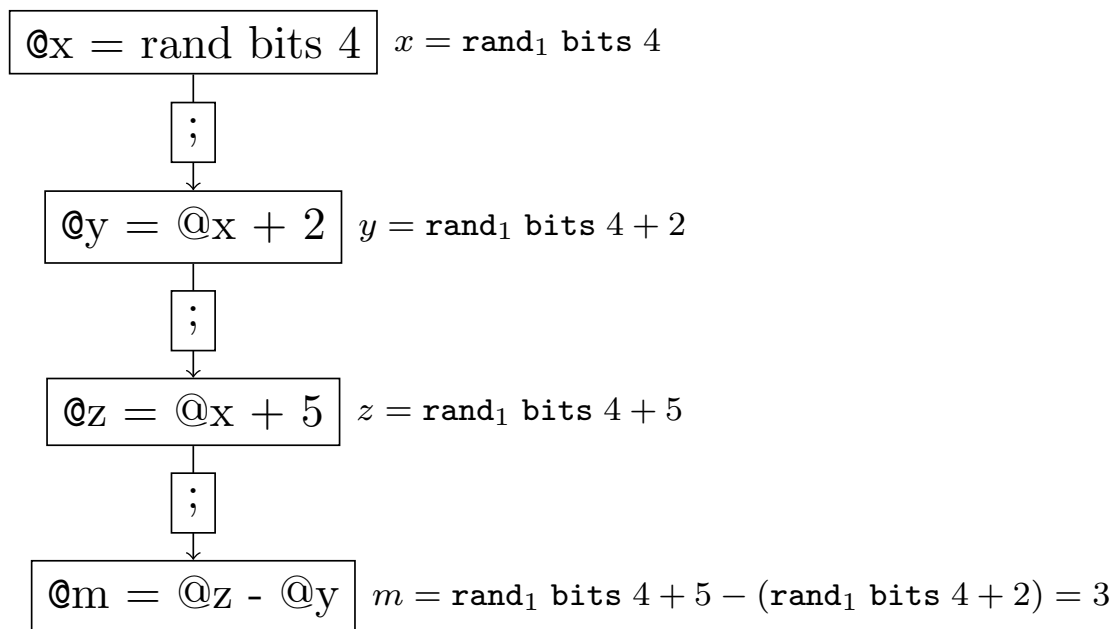 @x = rand bits 4 x = rand₁ bits 4
;
@y = @x + 2 y = rand₁ bits 4 + 2
;
@z = @x + 5 z = rand₁ bits 4 + 5
;
@m = @z - @y m = rand₁ bits 4 + 5 − (rand₁ bits 4 + 2) = 3